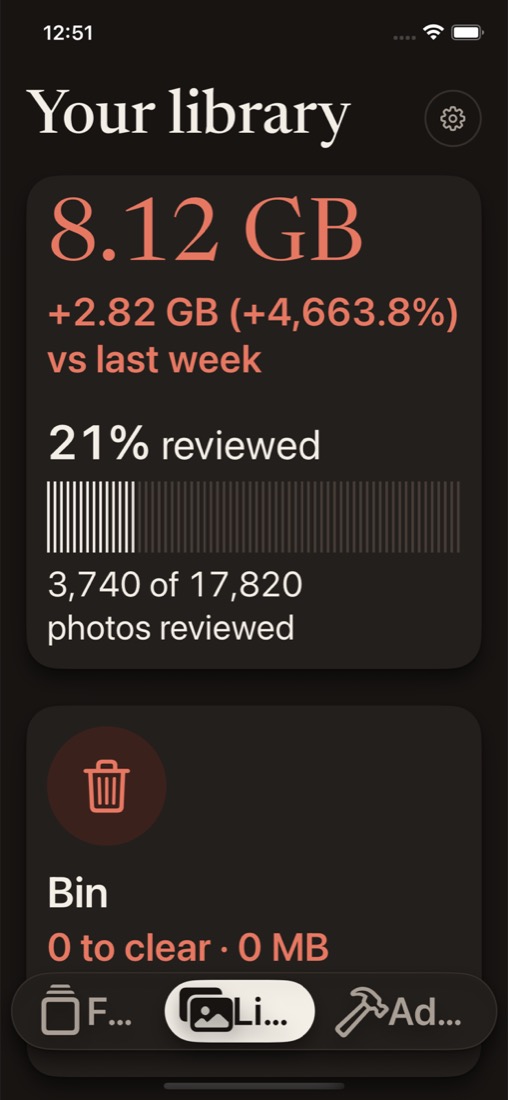 12:51
Your library
8.12 GB
+2.82 GB (+4,663.8%)
vs last week
21% reviewed
3,740 of 17,820
photos reviewed
Bin
0 to clear · 0 MB
F...
Li...
Ad...